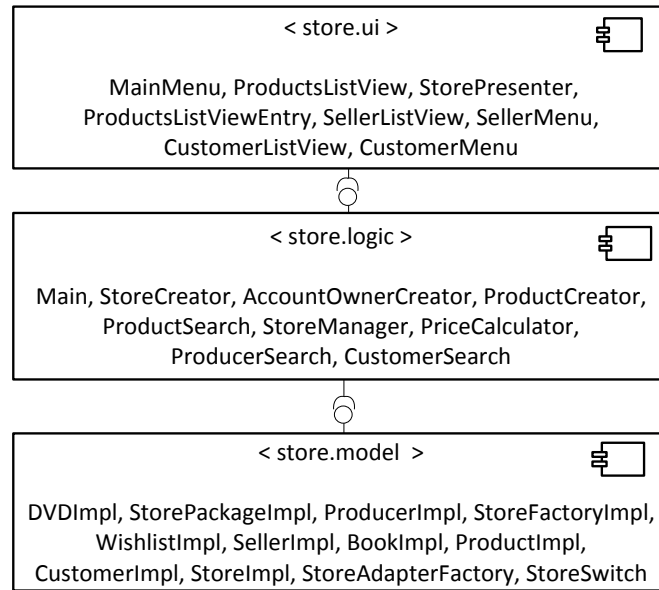 < store.ui >
MainMenu, ProductsListView, StorePresenter,
ProductsListViewEntry, SellerListView, SellerMenu,
CustomerListView, CustomerMenu
< store.logic >
Main, StoreCreator, AccountOwnerCreator, ProductCreator,
ProductSearch, StoreManager, PriceCalculator,
ProducerSearch, CustomerSearch
< store.model >
DVDImpl, StorePackageImpl, ProducerImpl, StoreFactoryImpl,
WishlistImpl, SellerImpl, BookImpl, ProductImpl,
CustomerImpl, StoreImpl, StoreAdapterFactory, StoreSwitch